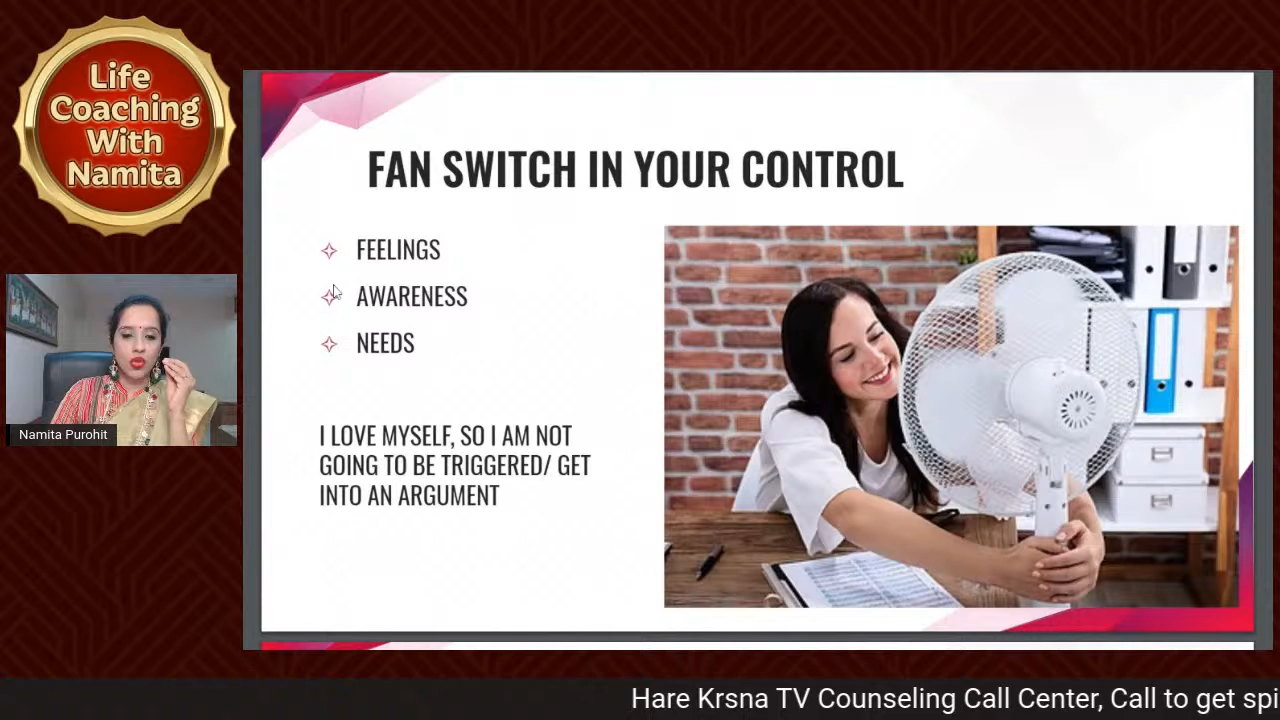 Life
Coaching
With
Namita
FAN SWITCH IN YOUR CONTROL
FEELINGS
AWARENESS
NEEDS
I LOVE MYSELF, SO I AM NOT
GOING TO BE TRIGGERED/ GET
INTO AN ARGUMENT
Namita Purohit
Hare Krsna TV Counseling Call Center, Call to get spi